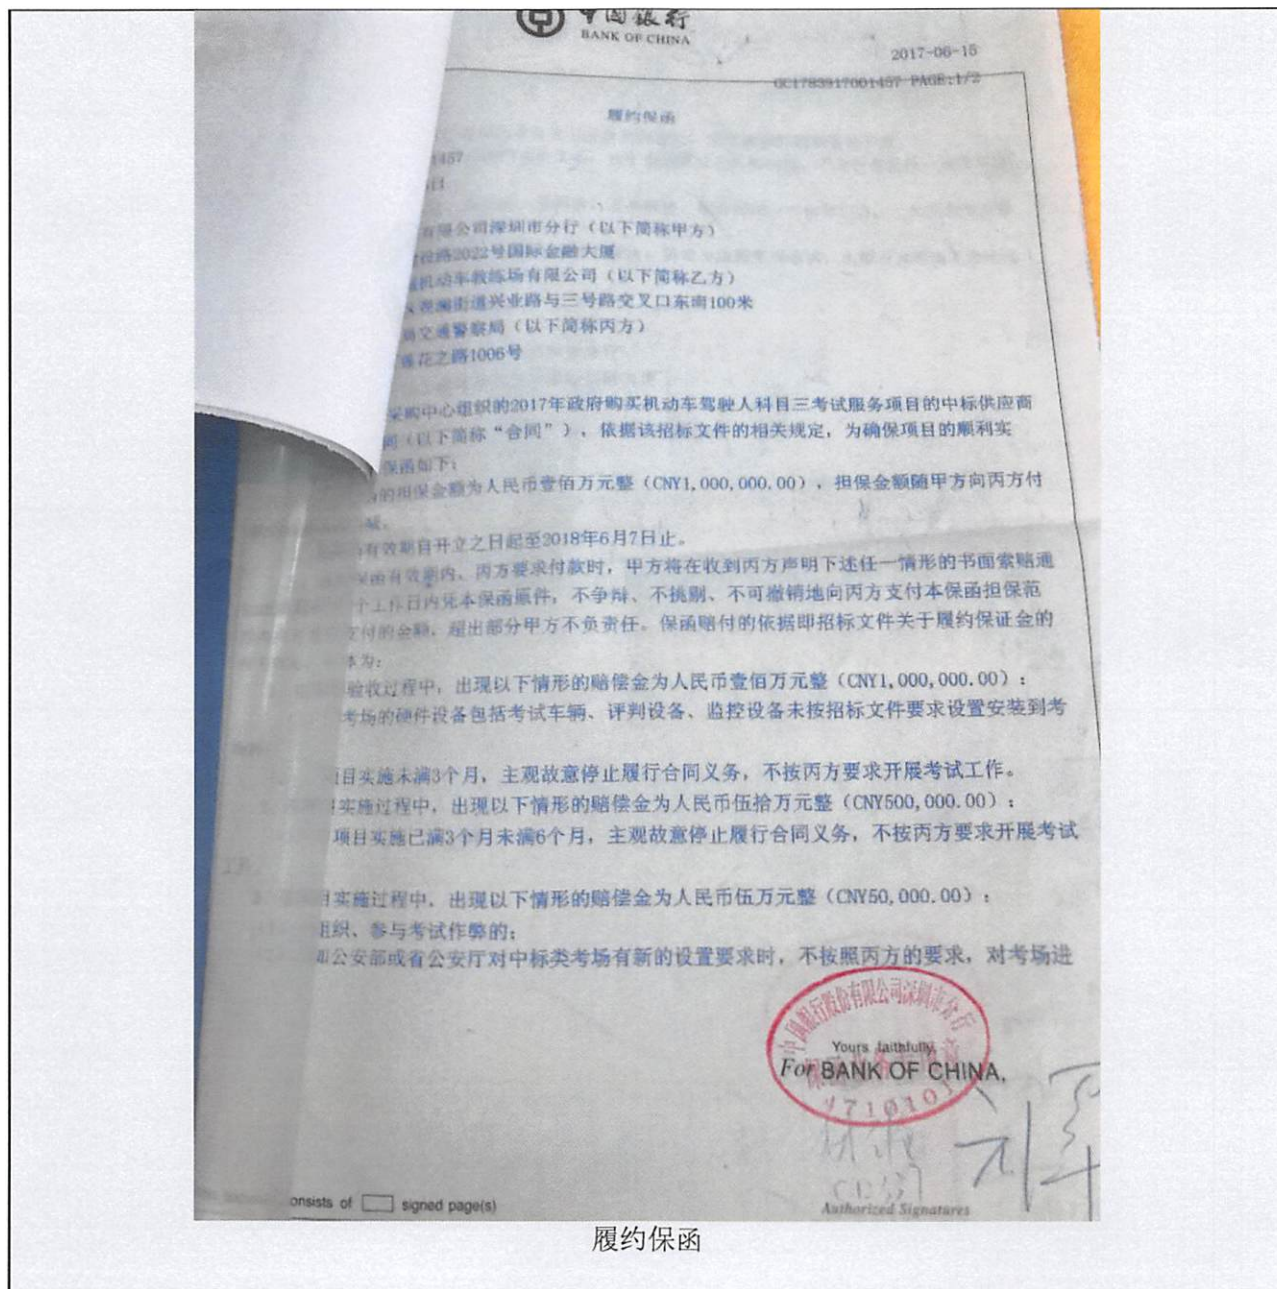 中国银行
BANK OF CHINA
2017-06-15
GC1783917001457 PAGE:1/2
履约保函
1457
日
有限公司深圳市分行（以下简称甲方）
路2022号国际金融大厦
机动车教练场有限公司（以下简称乙方）
观澜街道兴业路与三号路交叉口东南100米
局交通警察局（以下简称丙方）
莲花支路1006号
采购中心组织的2017年政府购买机动车驾驶人科目三考试服务项目的中标供应商
同（以下简称“合同”），依据该招标文件的相关规定，为确保项目的顺利实
保函如下：
的担保金额为人民币壹佰万元整（CNY1,000,000.00），担保金额随甲方向丙方付
减。
有效期自开立之日起至2018年6月7日止。
保函有效期内、丙方要求付款时，甲方将在收到丙方声明下述任一情形的书面索赔通
个工作日内凭本保函原件，不争辩、不挑剔、不可撤销地向丙方支付本保函担保范
支付的金额，超出部分甲方不负责任。保函赔付的依据即招标文件关于履约保证金的
体为：
验收过程中，出现以下情形的赔偿金为人民币壹佰万元整（CNY1,000,000.00）：
考场的硬件设备包括考试车辆、评判设备、监控设备未按招标文件要求设置安装到考
项目实施未满3个月，主观故意停止履行合同义务，不按丙方要求开展考试工作。
实施过程中，出现以下情形的赔偿金为人民币伍拾万元整（CNY500,000.00）：
项目实施已满3个月未满6个月，主观故意停止履行合同义务，不按丙方要求开展考试
工作。
目实施过程中，出现以下情形的赔偿金为人民币伍万元整（CNY50,000.00）：
组织、参与考试作弊的；
如公安部或省公安厅对中标类考场有新的设置要求时，不按照丙方的要求，对考场进
中国银行股份有限公司深圳市分行
Yours faithfully,
For BANK OF CHINA,
4710101
onsists of signed page(s)
Authorized Signatures
履约保函